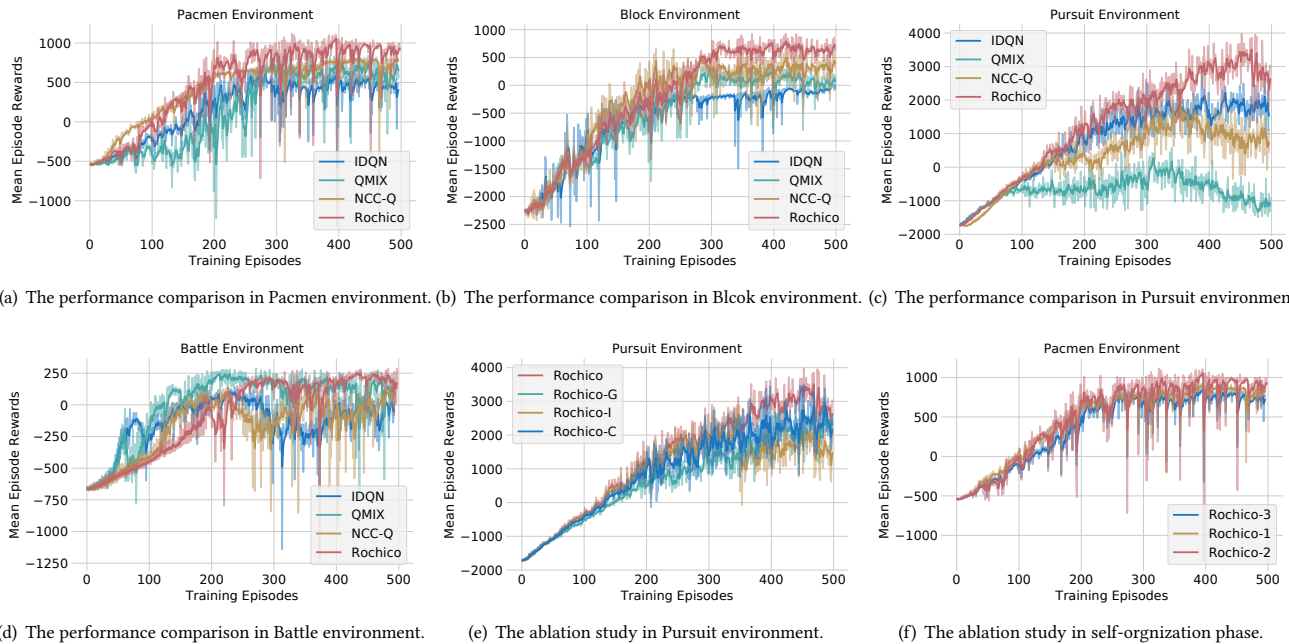 Pacmen Environment
Block Environment
Pursuit Environment
Mean Episode Rewards
1000
500
0
−500
−1000
IDQN
QMIX
NCC-Q
Rochico
0 100 200 300 400 500
Training Episodes
Mean Episode Rewards
1000
500
0
−500
−1000
−1500
−2000
−2500
IDQN
QMIX
NCC-Q
Rochico
0 100 200 300 400 500
Training Episodes
Mean Episode Rewards
4000
3000
2000
1000
0
−1000
−2000
IDQN
QMIX
NCC-Q
Rochico
0 100 200 300 400 500
Training Episodes
a) The performance comparison in Pacmen environment.
(b) The performance comparison in Blcok environment.
(c) The performance comparison in Pursuit environmen
Battle Environment
Pursuit Environment
Pacmen Environment
Mean Episode Rewards
250
0
−250
−500
−750
−1000
−1250
IDQN
QMIX
NCC-Q
Rochico
0 100 200 300 400 500
Training Episodes
Mean Episode Rewards
4000
3000
2000
1000
0
−1000
−2000
Rochico
Rochico-G
Rochico-I
Rochico-C
0 100 200 300 400 500
Training Episodes
Mean Episode Rewards
1000
500
0
−500
−1000
Rochico-3
Rochico-1
Rochico-2
0 100 200 300 400 500
Training Episodes
d) The performance comparison in Battle environment.
(e) The ablation study in Pursuit environment.
(f) The ablation study in self-orgnization phase.